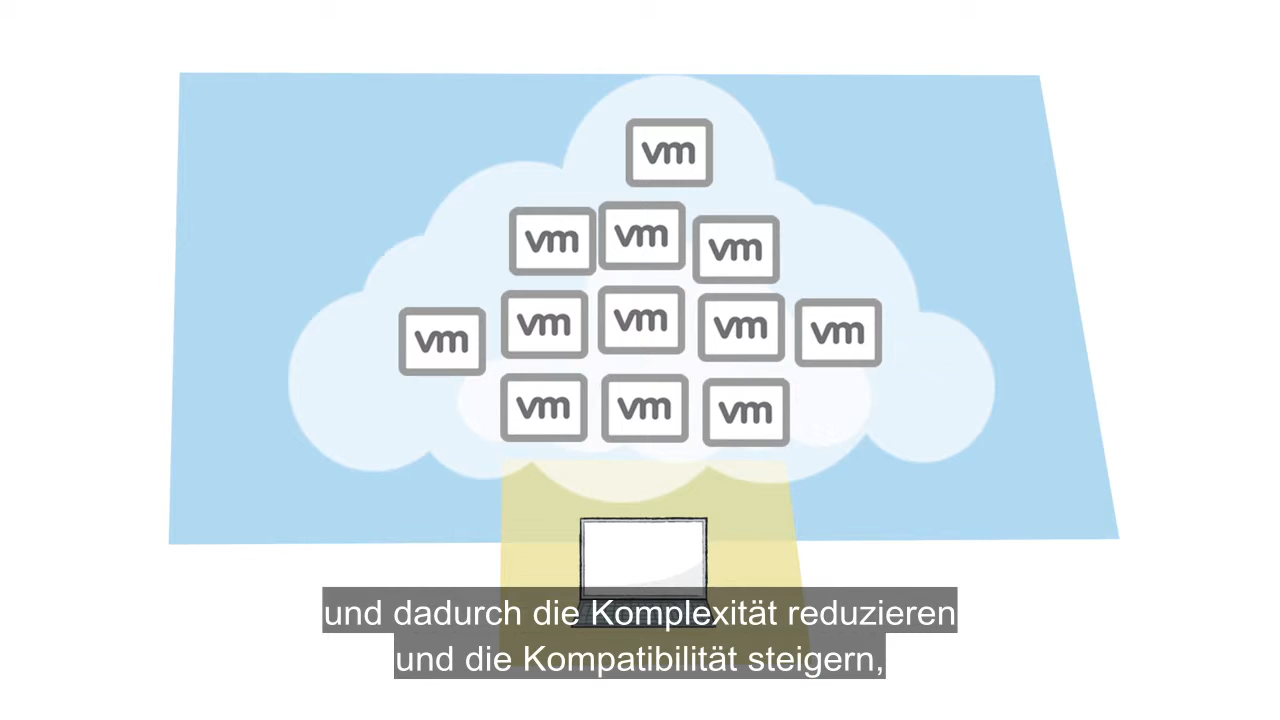 vm
vm vm vm
vm vm vm vm vm
vm vm vm
und dadurch die Komplexität reduzieren
und die Kompatibilität steigern,